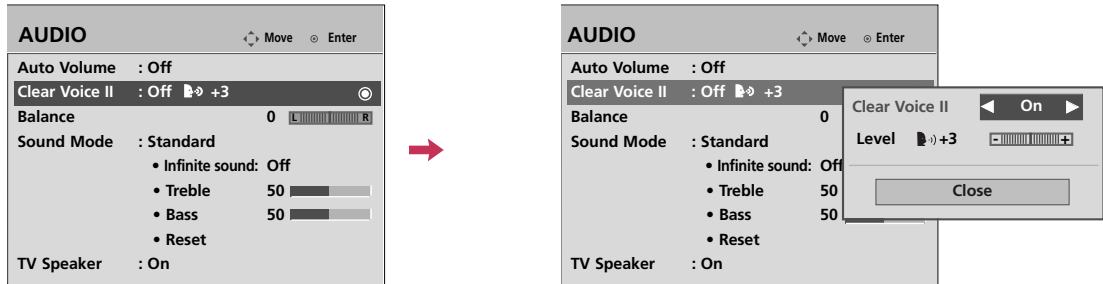 AUDIO Move Enter
Auto Volume : Off
Clear Voice II : Off +3
Balance 0 L R
Sound Mode : Standard
• Infinite sound: Off
• Treble 50
• Bass 50
• Reset
TV Speaker : On
AUDIO Move Enter
Auto Volume : Off
Clear Voice II : Off +3
Balance 0
Sound Mode : Standard
• Infinite sound: Off
• Treble 50
• Bass 50
• Reset
TV Speaker : On
Clear Voice II ◀ On ▶
Level +3 - +
Close